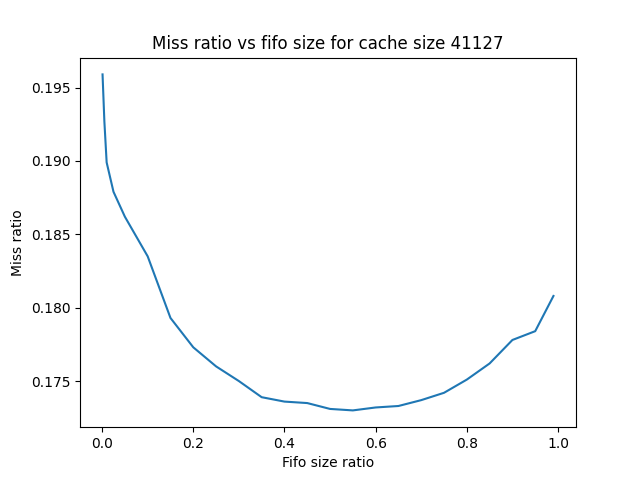 Miss ratio vs fifo size for cache size 41127
0.195
0.190
0.185
0.180
0.175
Miss ratio
0.0 0.2 0.4 0.6 0.8 1.0
Fifo size ratio